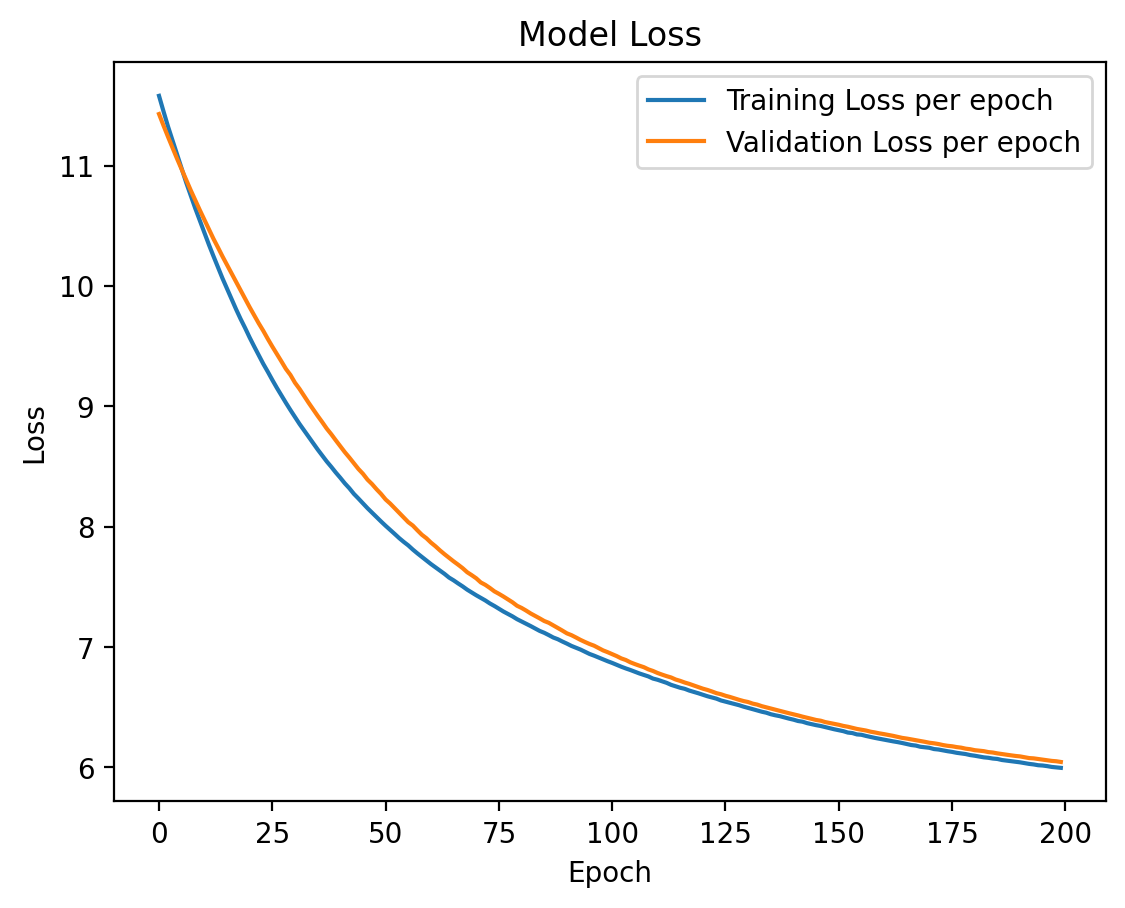 Model Loss
Training Loss per epoch
Validation Loss per epoch
11
10
9
8
7
6
Loss
0 25 50 75 100 125 150 175 200
Epoch